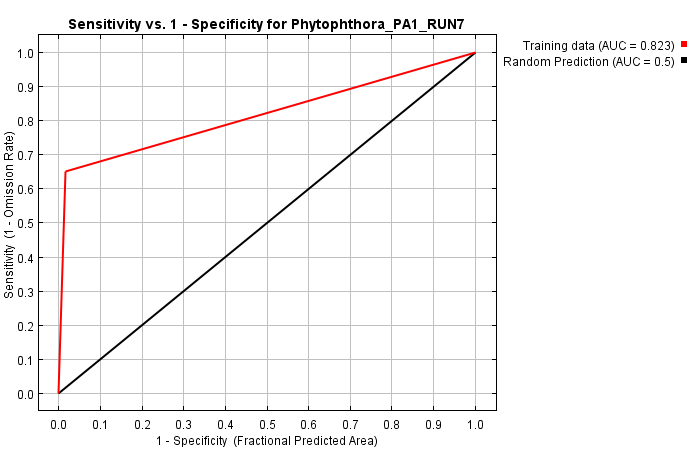 Sensitivity vs. 1 - Specificity for Phytophthora_PA1_RUN7
Training data (AUC = 0.823)
Random Prediction (AUC = 0.5)
Sensitivity (1 - Omission Rate)
1.0
0.9
0.8
0.7
0.6
0.5
0.4
0.3
0.2
0.1
0.0
0.0 0.1 0.2 0.3 0.4 0.5 0.6 0.7 0.8 0.9 1.0
1 - Specificity (Fractional Predicted Area)